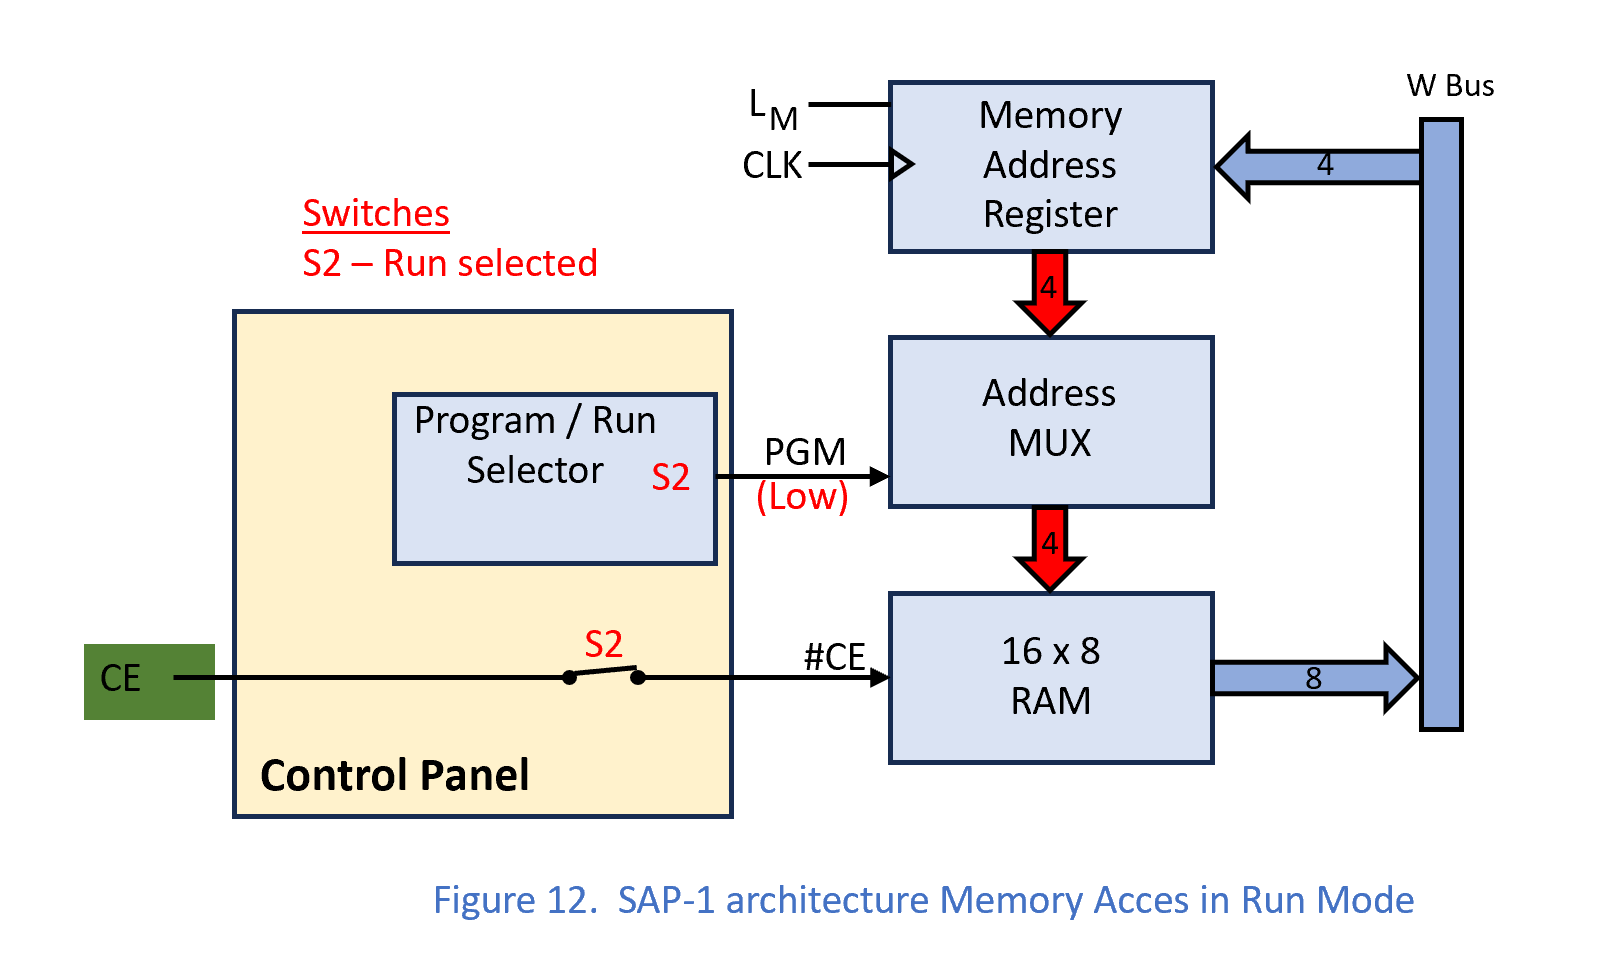 W Bus
L M
CLK
Memory
Address
Register
4
Switches
S2 – Run selected
4
Program / Run
Selector
S2
PGM
(Low)
Address
MUX
4
CE
S2
#CE
16 x 8
RAM
8
Control Panel
Figure 12. SAP-1 architecture Memory Acces in Run Mode